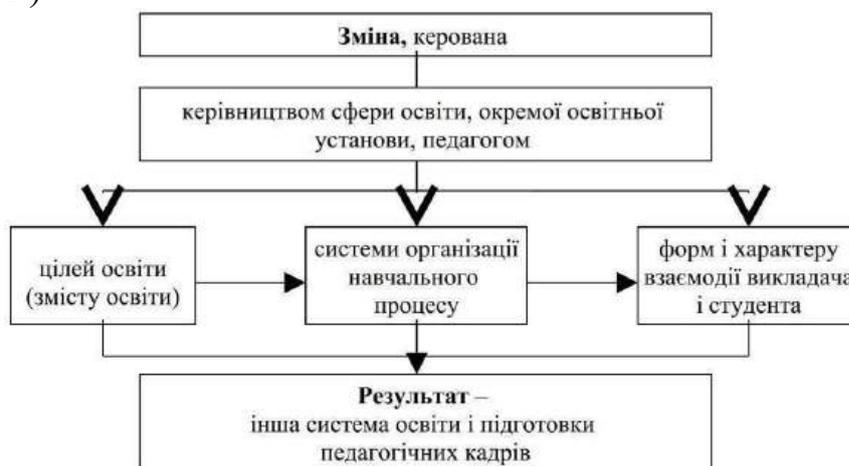 Зміна, керована
керівництвом сфери освіти, окремої освітньої
установи, педагогом
цілей освіти
(змісту освіти)
системи організації
навчального
процесу
форм і характеру
взаємодії викладача
і студента
Результат –
інша система освіти і підготовки
педагогічних кадрів